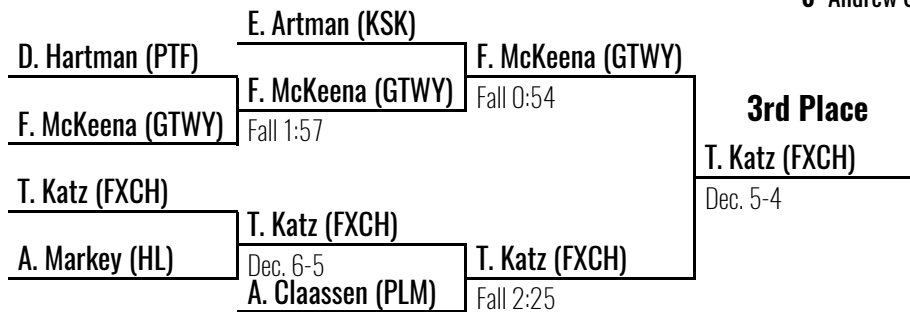 Andrew
E. Artman (KSK)
D. Hartman (PTF)
F. McKeena (GTWY)
F. McKeena (GTWY)
Fall 0:54
F. McKeena (GTWY)
Fall 1:57
3rd Place
T. Katz (FXCH)
Dec. 5-4
T. Katz (FXCH)
T. Katz (FXCH)
A. Markey (HL)
Dec. 6-5
T. Katz (FXCH)
A. Claassen (PLM)
Fall 2:25